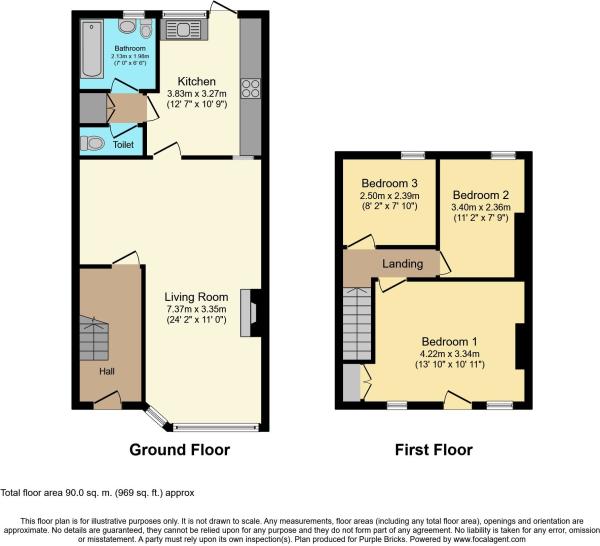 Bathroom
2.13m x 1.98m
(7' 0" x 6' 6")
Kitchen
3.83m x 3.27m
(12' 7" x 10' 9")
Toilet
Living Room
7.37m x 3.35m
(24' 2" x 11' 0")
Hall
Ground Floor
Bedroom 3
2.50m x 2.39m
(8' 2" x 7' 10")
Bedroom 2
3.40m x 2.36m
(11' 2" x 7' 9")
Landing
Bedroom 1
4.22m x 3.34m
(13' 10" x 10' 11")
First Floor
Total floor area 90.0 sq. m. (969 sq. ft.) approx
This floor plan is for illustrative purposes only. It is not drawn to scale. Any measurements, floor areas (including any total floor area), openings and orientation are
approximate. No details are guaranteed, they cannot be relied upon for any purpose and they do not form part of any agreement. No liability is taken for any error, omission
or misstatement. A party must rely upon its own inspection(s). Plan produced for Purple Bricks. Powered by www.focalagent.com